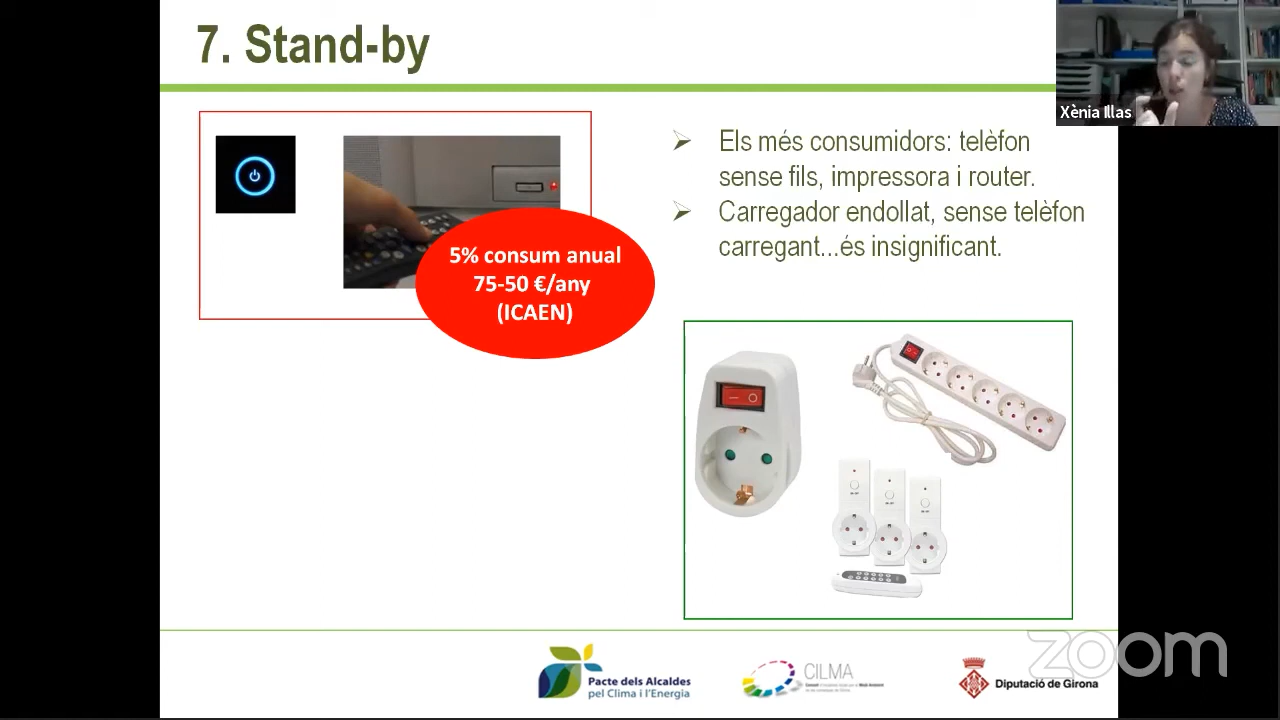 7. Stand-by
Xènia Illas
Els més consumidors: telèfon
sense fils, impressora i router.
Carregador endollat, sense telèfon
carregant...és insignificant.
5% consum anual
75-50 €/any
(ICAEN)
Pacte dels Alcaldes
pel Clima i l'Energia
CILMA
Diputació de Girona
zoom